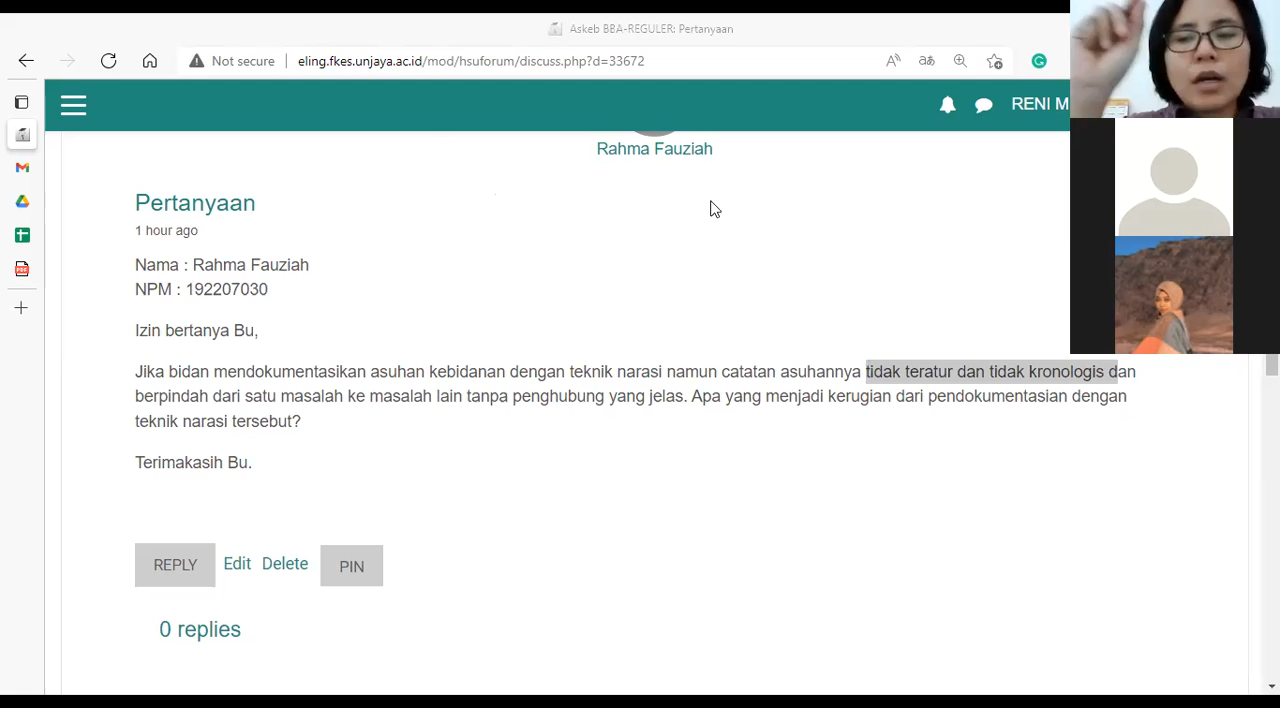 Askeb BBA-REGULER: Pertanyaan
Not secure | eling.fkes.unjaya.ac.id/mod/hsuforum/discuss.php?d=33672
RENI M
Rahma Fauziah
Pertanyaan
1 hour ago
Nama : Rahma Fauziah
NPM : 192207030
Izin bertanya Bu,
Jika bidan mendokumentasikan asuhan kebidanan dengan teknik narasi namun catatan asuhannya tidak teratur dan tidak kronologis dan
berpindah dari satu masalah ke masalah lain tanpa penghubung yang jelas. Apa yang menjadi kerugian dari pendokumentasian dengan
teknik narasi tersebut?
Terimakasih Bu.
REPLY Edit Delete PIN
0 replies